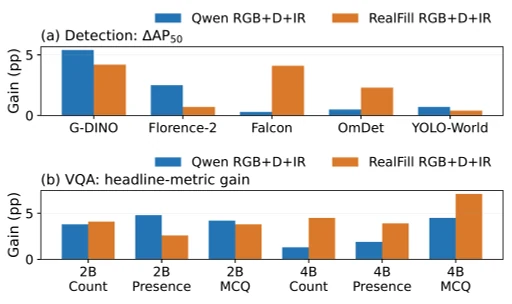 Qwen RGB+D+IR RealFill RGB+D+IR
(a) Detection: ΔAP50
Gain (pp)
5
0
G-DINO Florence-2 Falcon OmDet YOLO-World
Qwen RGB+D+IR RealFill RGB+D+IR
(b) VQA: headline-metric gain
Gain (pp)
5
0
2B 2B 2B 4B 4B 4B
Count Presence MCQ Count Presence MCQ